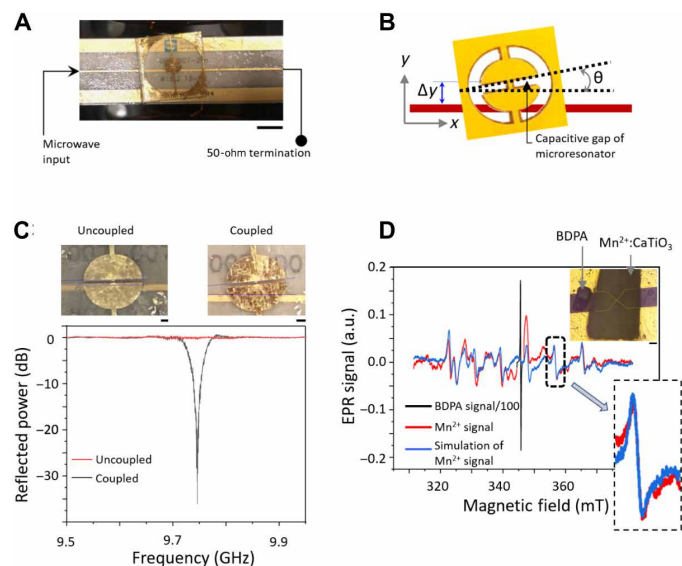 A
Microwave
input
50-ohm termination
B
y
Δy
x
θ
Capacitive gap of
microresonator
C
Uncoupled
Coupled
Reflected power (dB)
0
−10
−20
−30
Uncoupled
Coupled
9.5
9.7
9.9
Frequency (GHz)
D
BDPA
Mn²⁺:CaTiO₃
EPR signal (a.u.)
0.2
0.1
0.0
−0.1
−0.2
BDPA signal/100
Mn²⁺ signal
Simulation of
Mn²⁺ signal
320
340
360
Magnetic field (mT)